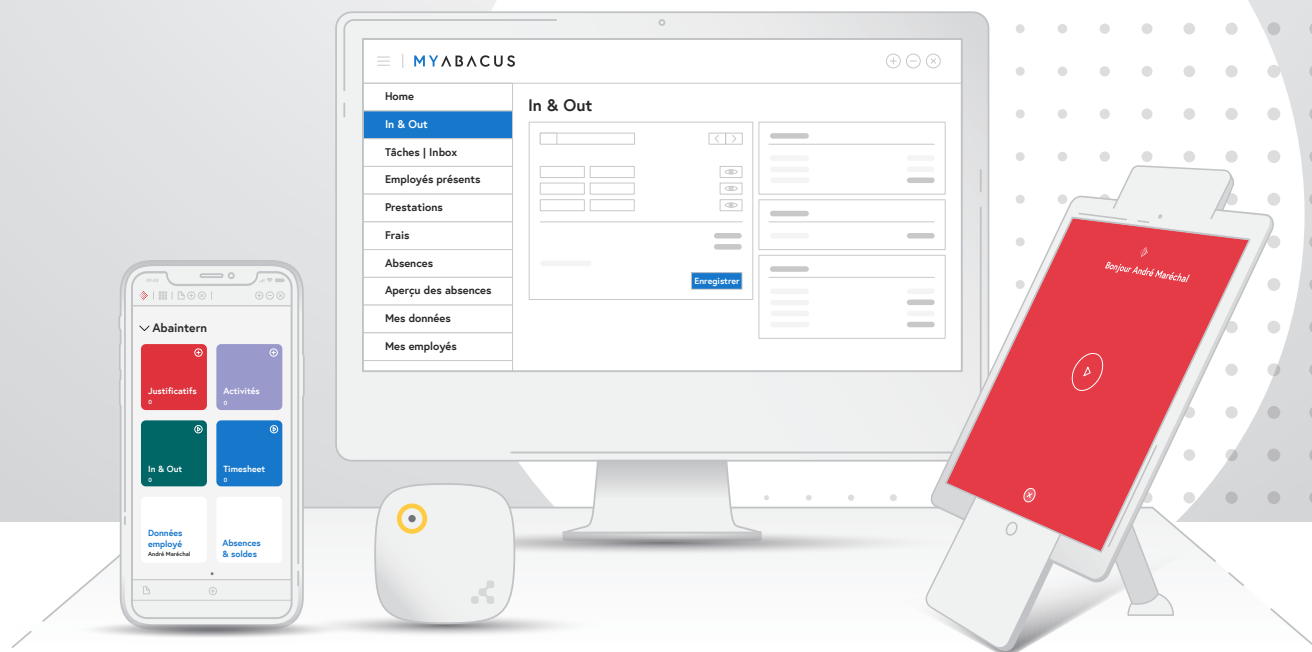 MYΛBΛCUS
Home
In & Out
Tâches | Inbox
Employés présents
Prestations
Frais
Absences
Aperçu des absences
Mes données
Mes employés
In & Out
Enregistrer
Abaintern
Justificatifs
0
Activités
0
In & Out
0
Timesheet
0
Données
employé
André Maréchal
Absences
& soldes
Bonjour André Maréchal